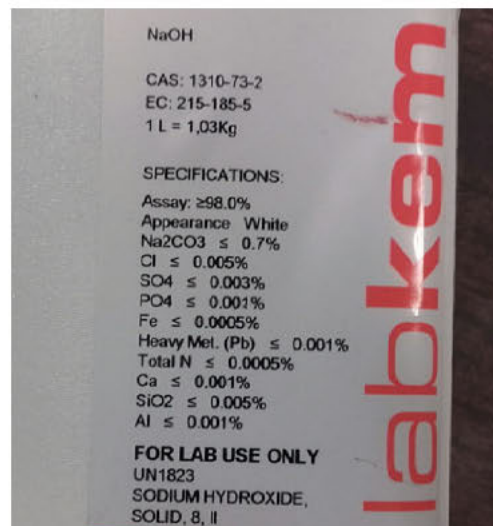 NaOH
CAS: 1310-73-2
EC: 215-185-5
1 L = 1,03Kg
SPECIFICATIONS:
Assay: ≥98.0%
Appearance White
Na2CO3 ≤ 0.7%
Cl ≤ 0.005%
SO4 ≤ 0.003%
PO4 ≤ 0.001%
Fe ≤ 0.0005%
Heavy Met. (Pb) ≤ 0.001%
Total N ≤ 0.0005%
Ca ≤ 0.001%
SiO2 ≤ 0.005%
Al ≤ 0.001%
FOR LAB USE ONLY
UN1823
SODIUM HYDROXIDE,
SOLID, 8, II
labkem